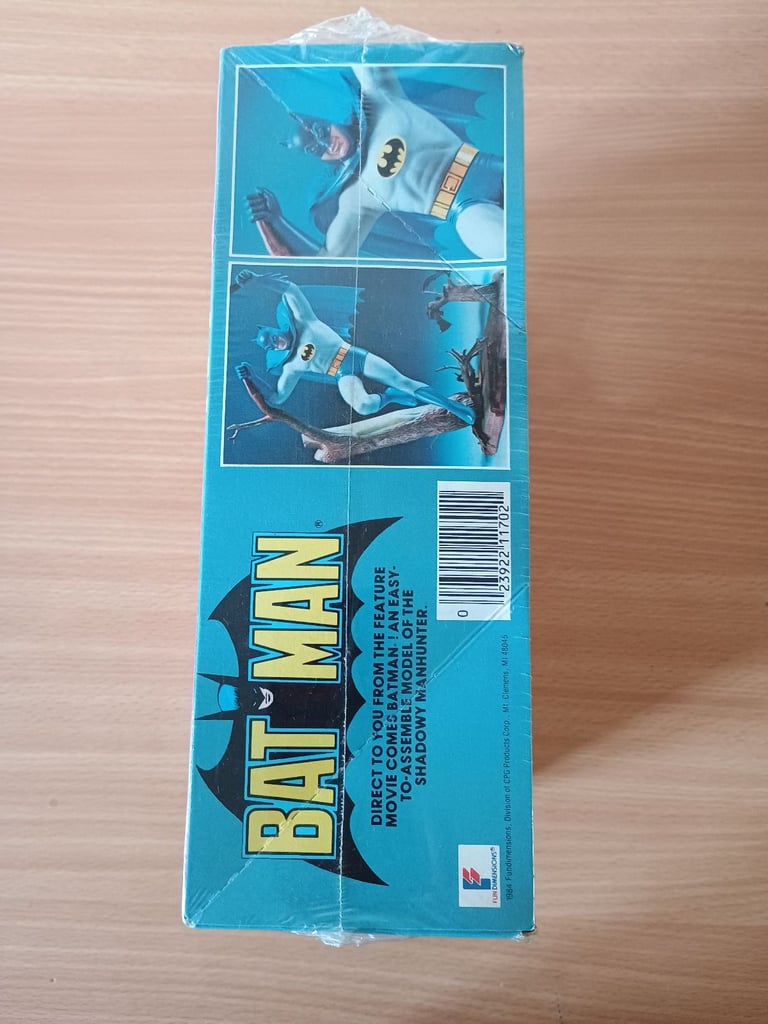 BATMAN®
DIRECT TO YOU FROM THE FEATURE
MOVIE COMES BATMAN-! AN EASY-
TO-ASSEMBLE MODEL OF THE
SHADOWY MANHUNTER.
0 23922 11702
FUNDIMENSIONS®
1984 Fundimensions, Division of CPG Products Corp., Mt. Clemens, MI 48045